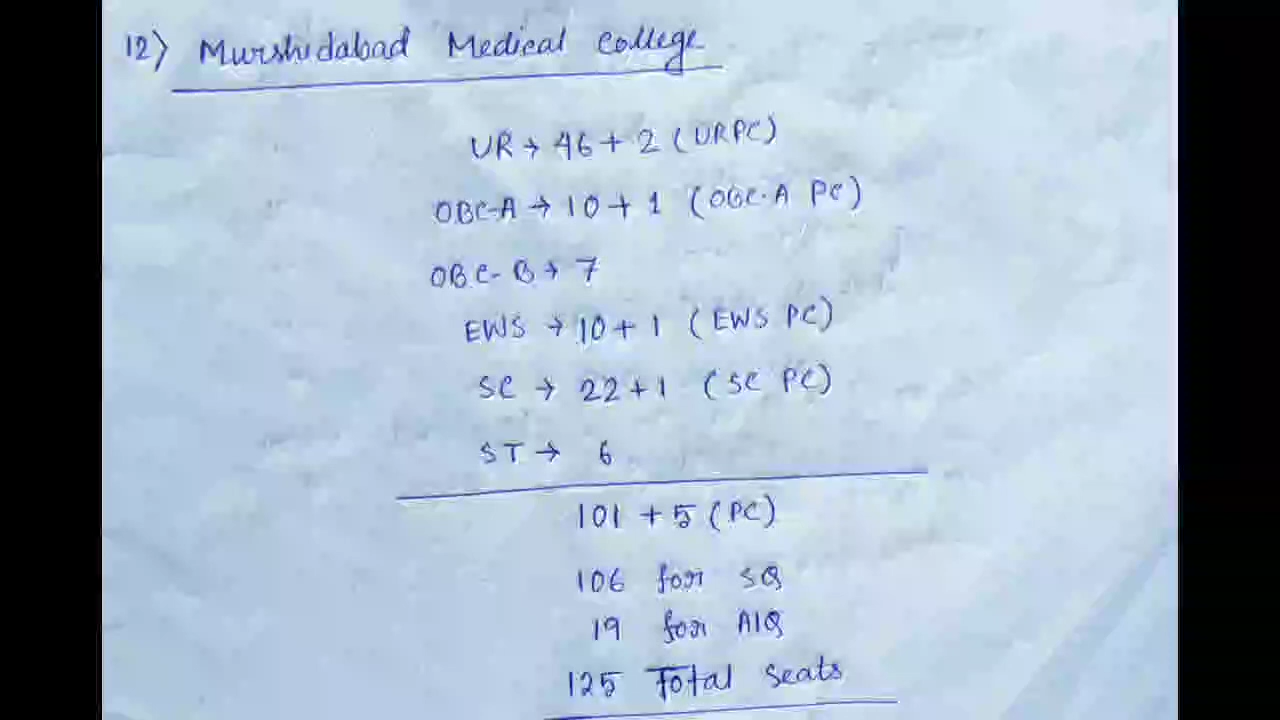 12) Murshidabad Medical College
UR → 46 + 2 (URPC)
OBC-A → 10 + 1 (OBC-A PC)
OBC-B → 7
EWS → 10 + 1 (EWS PC)
SC → 22 + 1 (SC PC)
ST → 6
101 + 5 (PC)
106 for SQ
19 for AIQ
125 Total seats